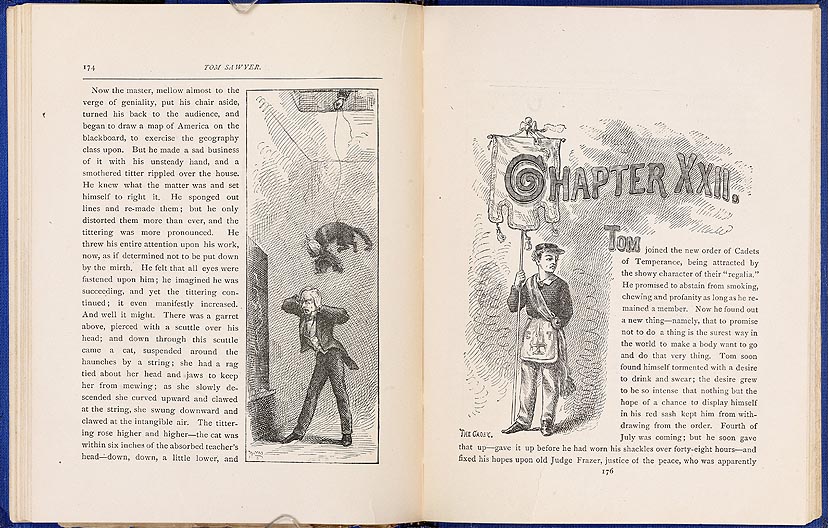 174
TOM SAWYER.
Now the master, mellow almost to the
verge of geniality, put his chair aside,
turned his back to the audience, and
began to draw a map of America on the
blackboard, to exercise the geography
class upon. But he made a sad business
of it with his unsteady hand, and a
smothered titter rippled over the house.
He knew what the matter was and set
himself to right it. He sponged out
lines and re-made them; but he only
distorted them more than ever, and the
tittering was more pronounced. He
threw his entire attention upon his work,
now, as if determined not to be put down
by the mirth. He felt that all eyes were
fastened upon him; he imagined he was
succeeding, and yet the tittering con-
tinued; it even manifestly increased.
And well it might. There was a garret
above, pierced with a scuttle over his
head; and down through this scuttle
came a cat, suspended around the
haunches by a string; she had a rag
tied about her head and jaws to keep
her from mewing; as she slowly de-
scended she curved upward and clawed
at the string, she swung downward and
clawed at the intangible air. The titter-
ing rose higher and higher—the cat was
within six inches of the absorbed teacher's
head—down, down, a little lower, and
CHAPTER XXII.
TOM joined the new order of Cadets
of Temperance, being attracted by
the showy character of their "regalia."
He promised to abstain from smoking,
chewing and profanity as long as he re-
mained a member. Now he found out
a new thing—namely, that to promise
not to do a thing is the surest way in
the world to make a body want to go
and do that very thing. Tom soon
found himself tormented with a desire
to drink and swear; the desire grew
to be so intense that nothing but the
hope of a chance to display himself
in his red sash kept him from with-
drawing from the order. Fourth of
July was coming; but he soon gave
THE CADET.
that up—gave it up before he had worn his shackles over forty-eight hours—and
fixed his hopes upon old Judge Frazer, justice of the peace, who was apparently
176